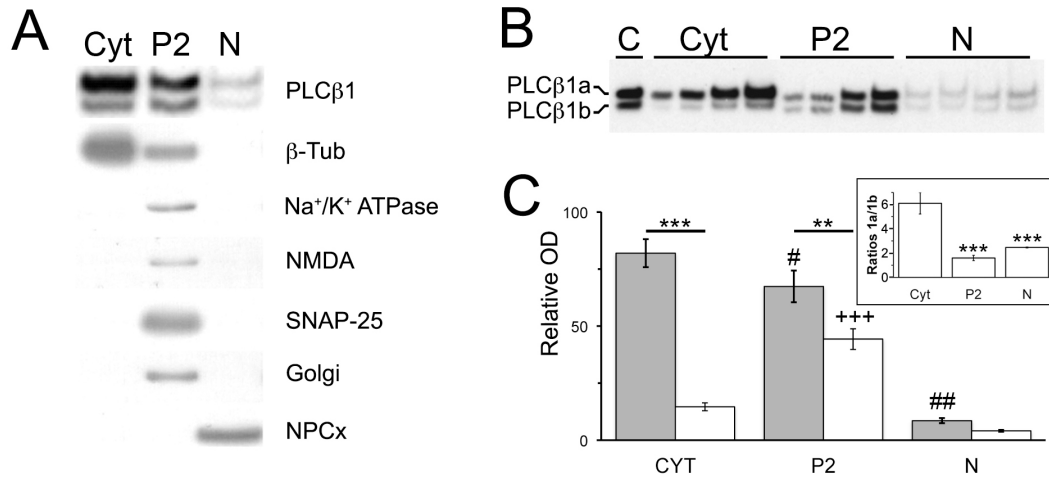 A
Cyt P2 N
PLCβ1
β-Tub
Na⁺/K⁺ ATPase
NMDA
SNAP-25
Golgi
NPCx
B
C Cyt P2 N
PLCβ1a
PLCβ1b
C
Relative OD
100
50
0
***
**
#
+++
##
CYT P2 N
Ratios 1a/1b
6
4
2
0
***
***
Cyt P2 N